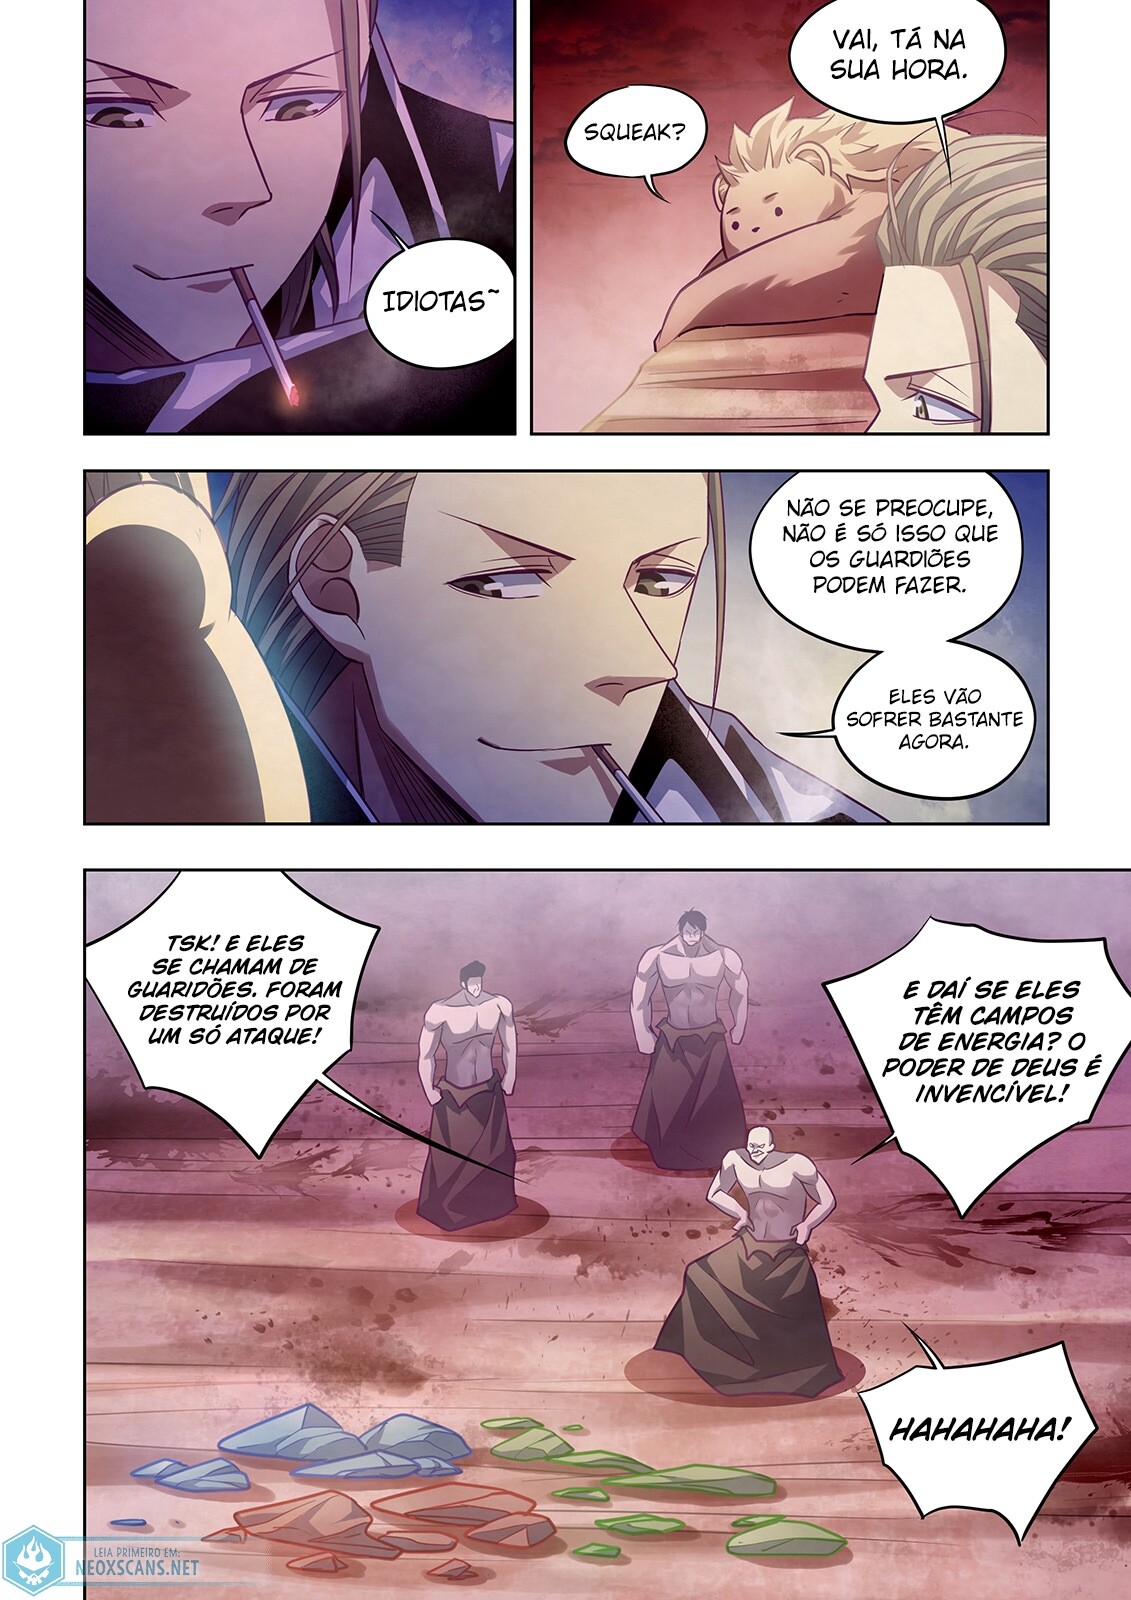 IDIOTAS~
VAI, TÁ NA
SUA HORA.
SQUEAK?
NÃO SE PREOCUPE,
NÃO É SÓ ISSO QUE
OS GUARDIÕES
PODEM FAZER.
ELES VÃO
SOFRER BASTANTE
AGORA.
TSK! E ELES
SE CHAMAM DE
GUARIDÕES. FORAM
DESTRUÍDOS POR
UM SÓ ATAQUE!
E DAÍ SE ELES
TÊM CAMPOS
DE ENERGIA? O
PODER DE DEUS É
INVENCÍVEL!
HAHAHAHA!
LEIA PRIMEIRO EM:
NEOXSCANS.NET